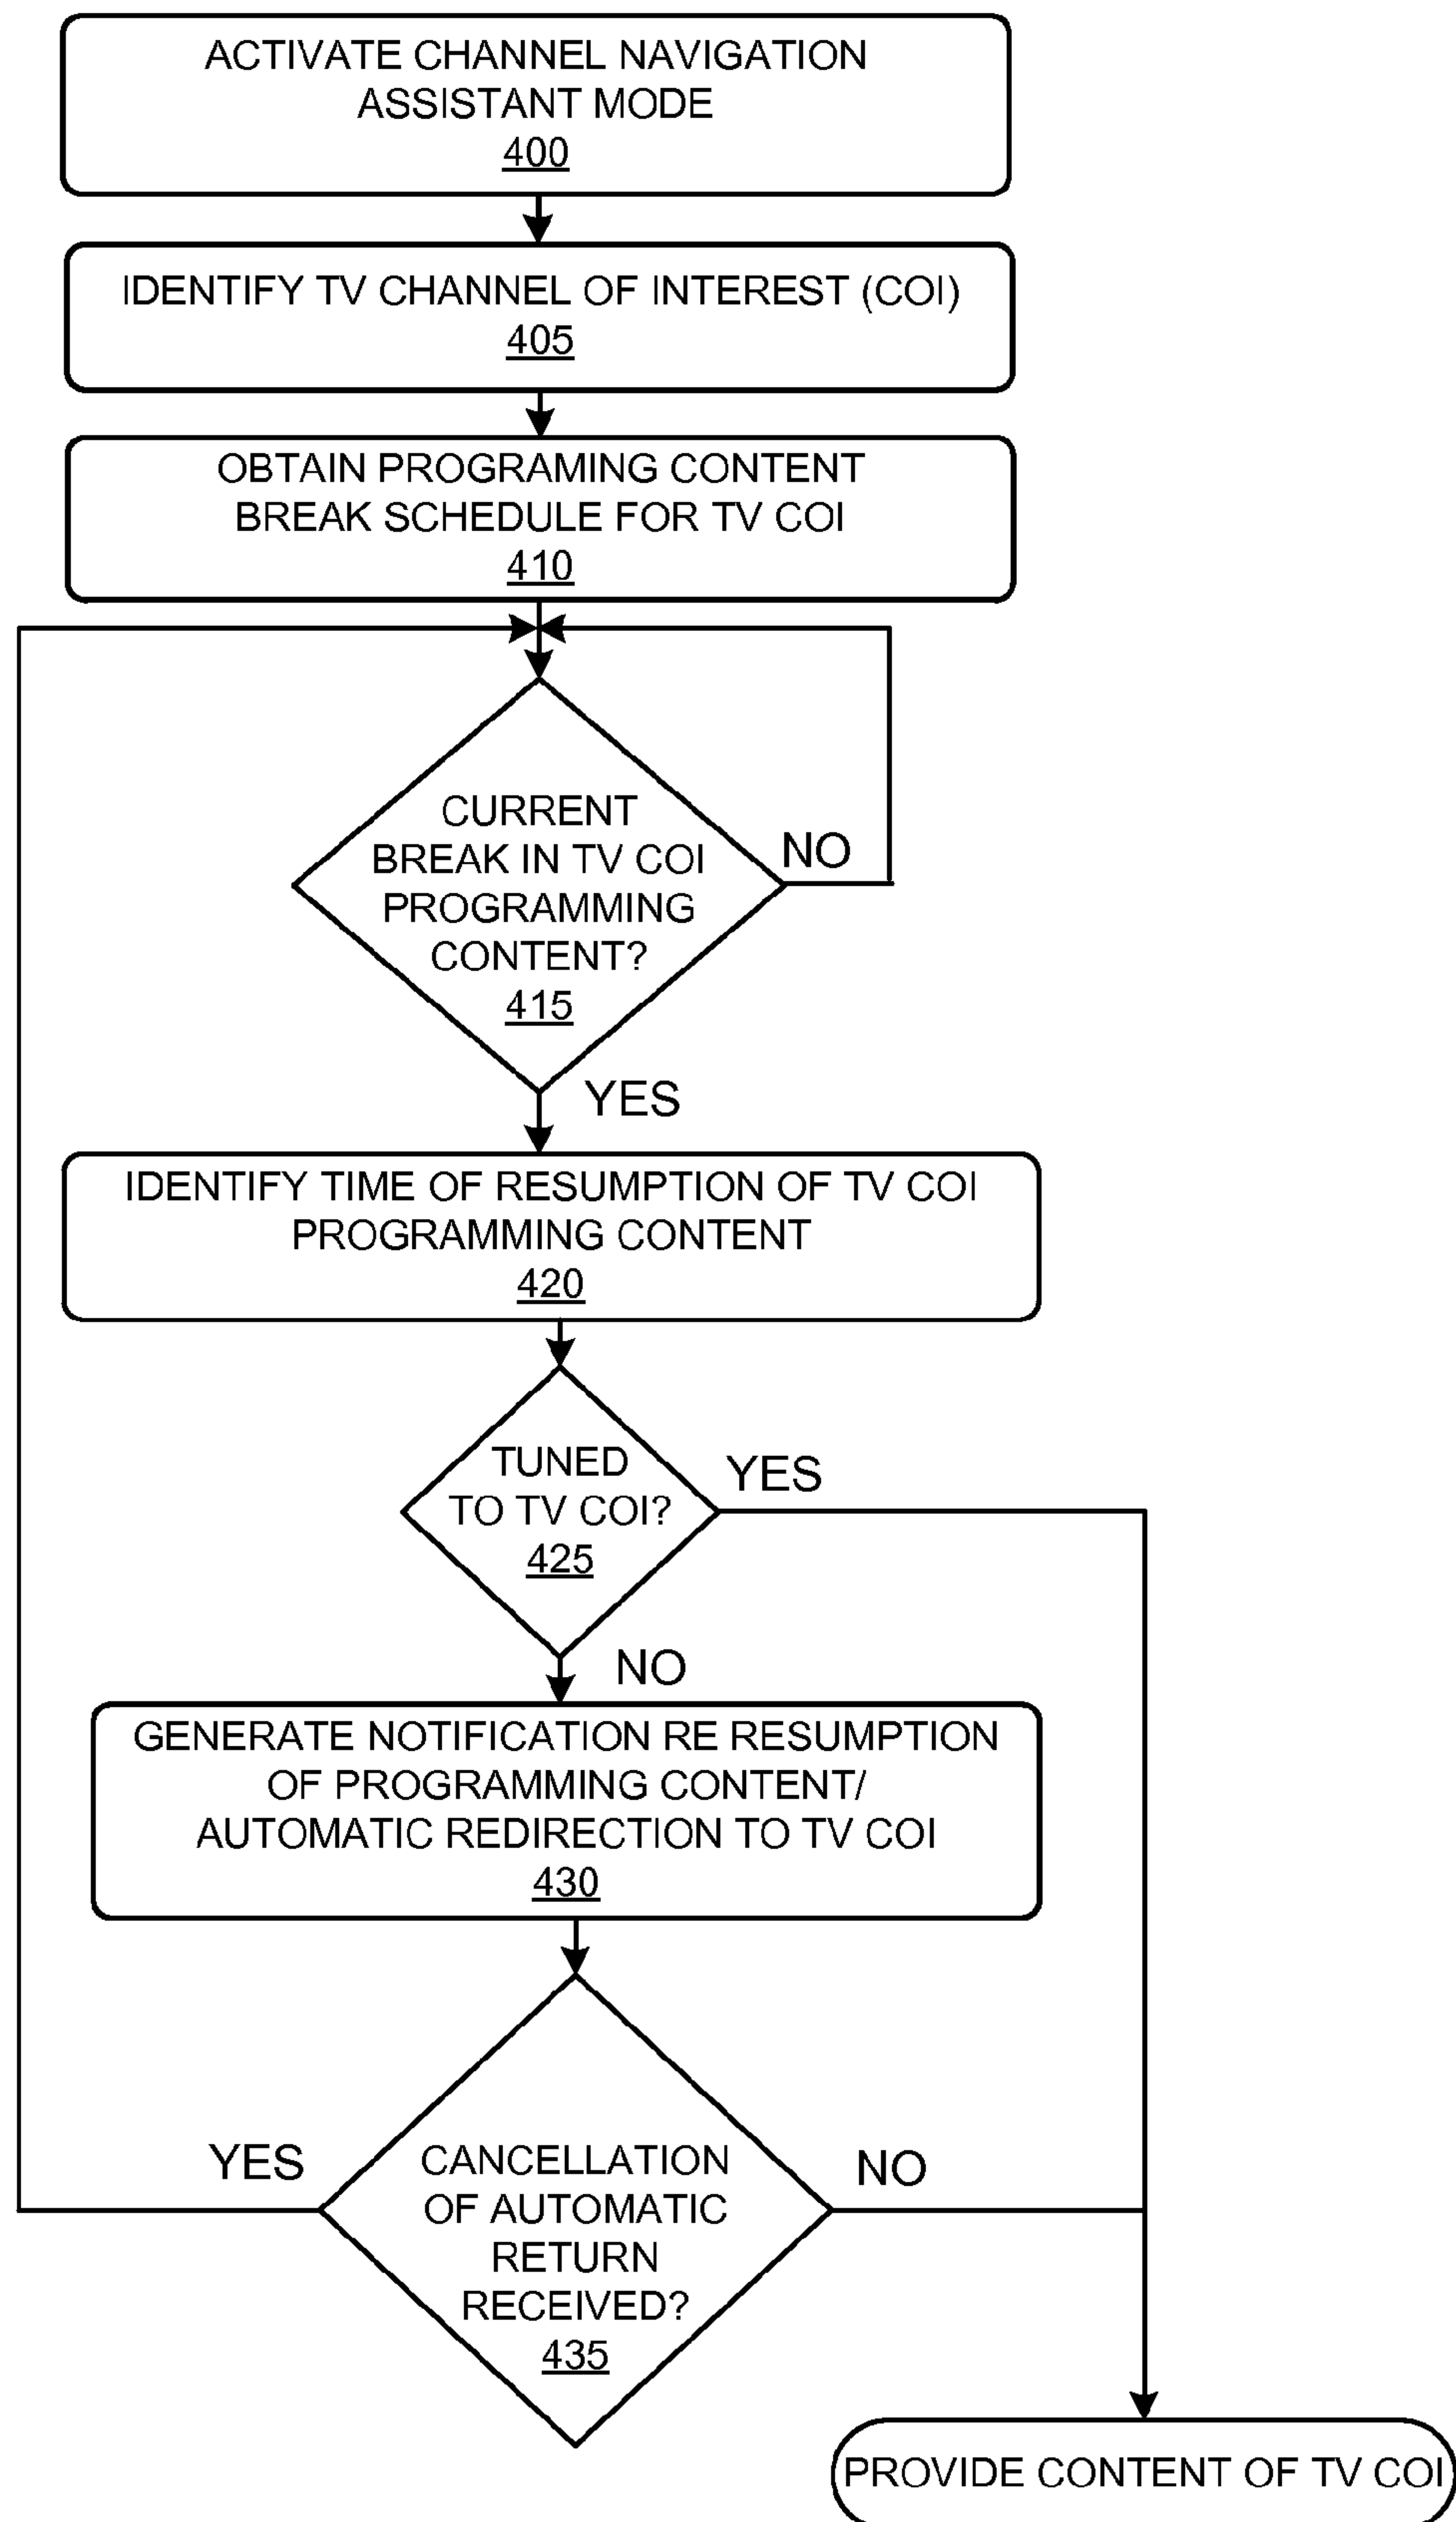 ACTIVATE CHANNEL NAVIGATION
ASSISTANT MODE
400
IDENTIFY TV CHANNEL OF INTEREST (COI)
405
OBTAIN PROGRAMING CONTENT
BREAK SCHEDULE FOR TV COI
410
CURRENT
BREAK IN TV COI
PROGRAMMING
CONTENT?
415
NO
YES
IDENTIFY TIME OF RESUMPTION OF TV COI
PROGRAMMING CONTENT
420
TUNED
TO TV COI?
425
YES
NO
GENERATE NOTIFICATION RE RESUMPTION
OF PROGRAMMING CONTENT/
AUTOMATIC REDIRECTION TO TV COI
430
YES
CANCELLATION
OF AUTOMATIC
RETURN
RECEIVED?
435
NO
PROVIDE CONTENT OF TV COI